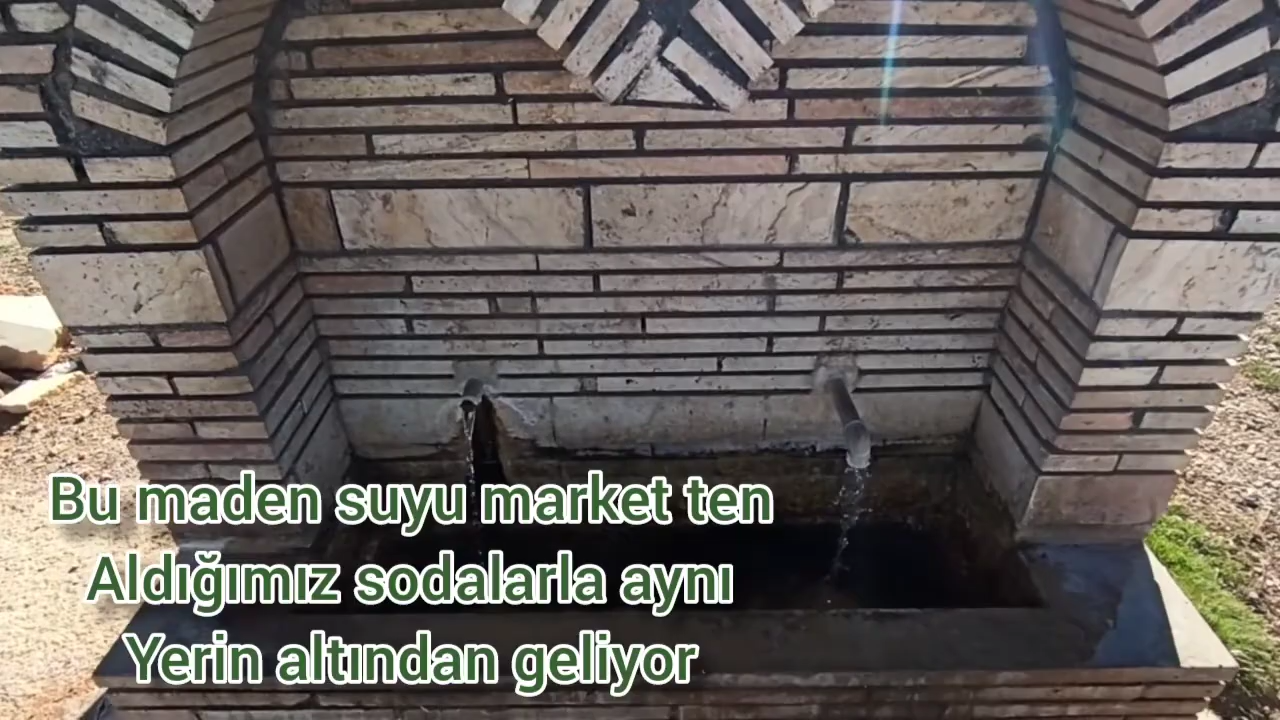 Bu maden suyu market ten
Aldığımız sodalarla aynı
Yerin altından geliyor